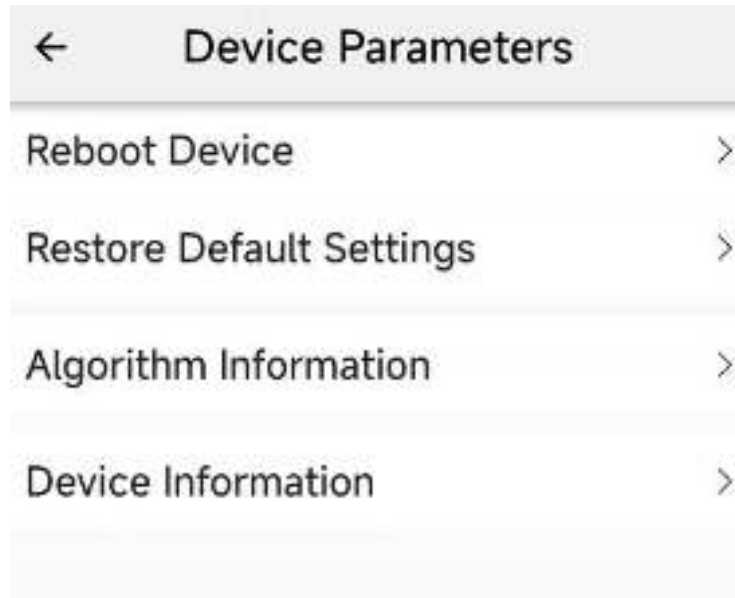 Device Parameters
Reboot Device
Restore Default Settings
Algorithm Information
Device Information